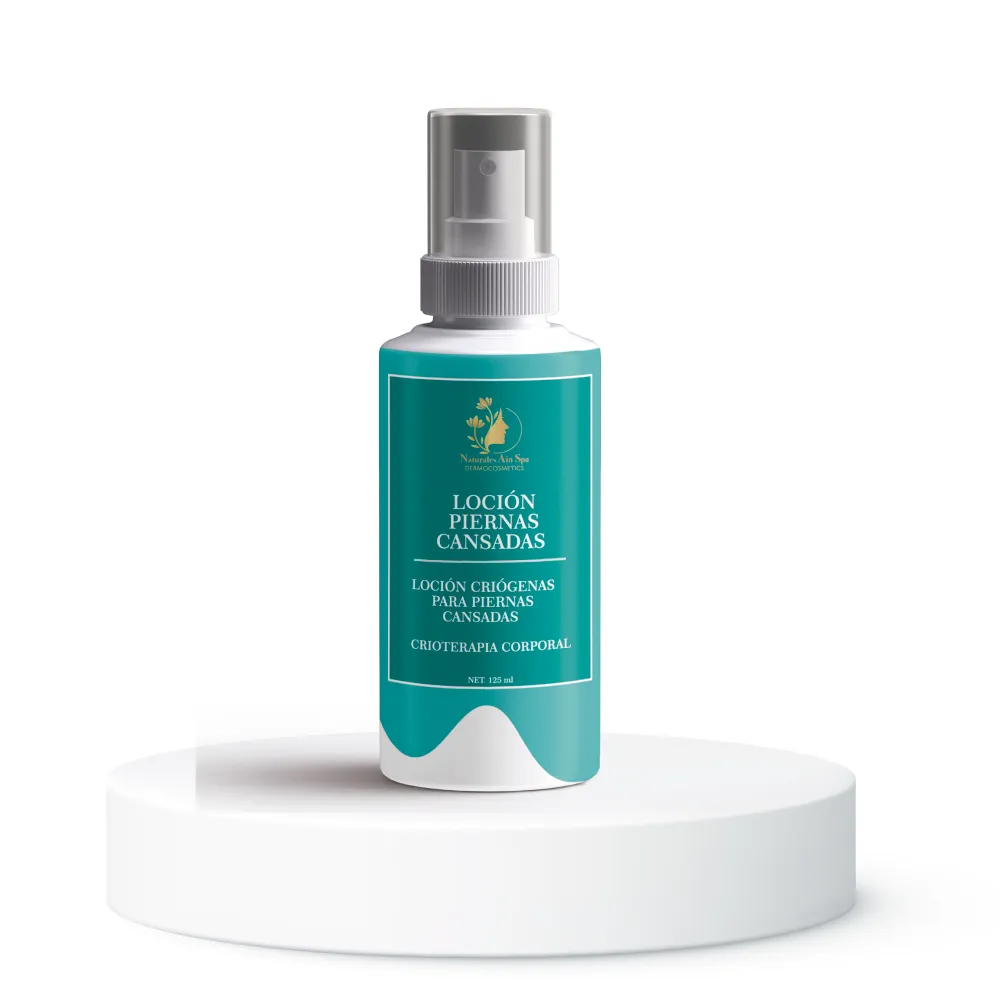 Naturales Ain Spa
DERMOCOSMETICS
LOCIÓN
PIERNAS
CANSADAS
LOCIÓN CRIÓGENAS
PARA PIERNAS
CANSADAS
CRIOTERAPIA CORPORAL
NET. 125 ml